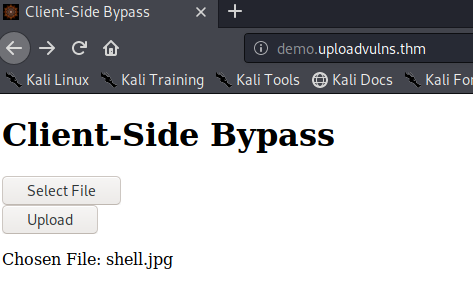 Client-Side Bypass
demo.uploadvulns.thm
Kali Linux Kali Training Kali Tools Kali Docs Kali For
Client-Side Bypass
Select File
Upload
Chosen File: shell.jpg